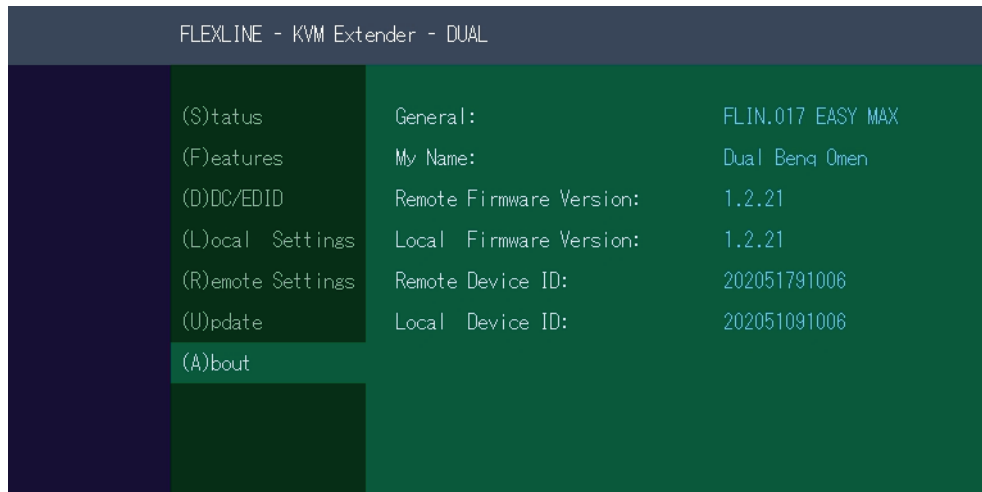 FLEXLINE - KVM Extender - DUAL
(S)tatus
(F)eatures
(D)DC/EDID
(L)ocal Settings
(R)emote Settings
(U)pdate
(A)bout
General: FLIN.017 EASY MAX
My Name: Dual Benq Omen
Remote Firmware Version: 1.2.21
Local Firmware Version: 1.2.21
Remote Device ID: 202051791006
Local Device ID: 202051091006